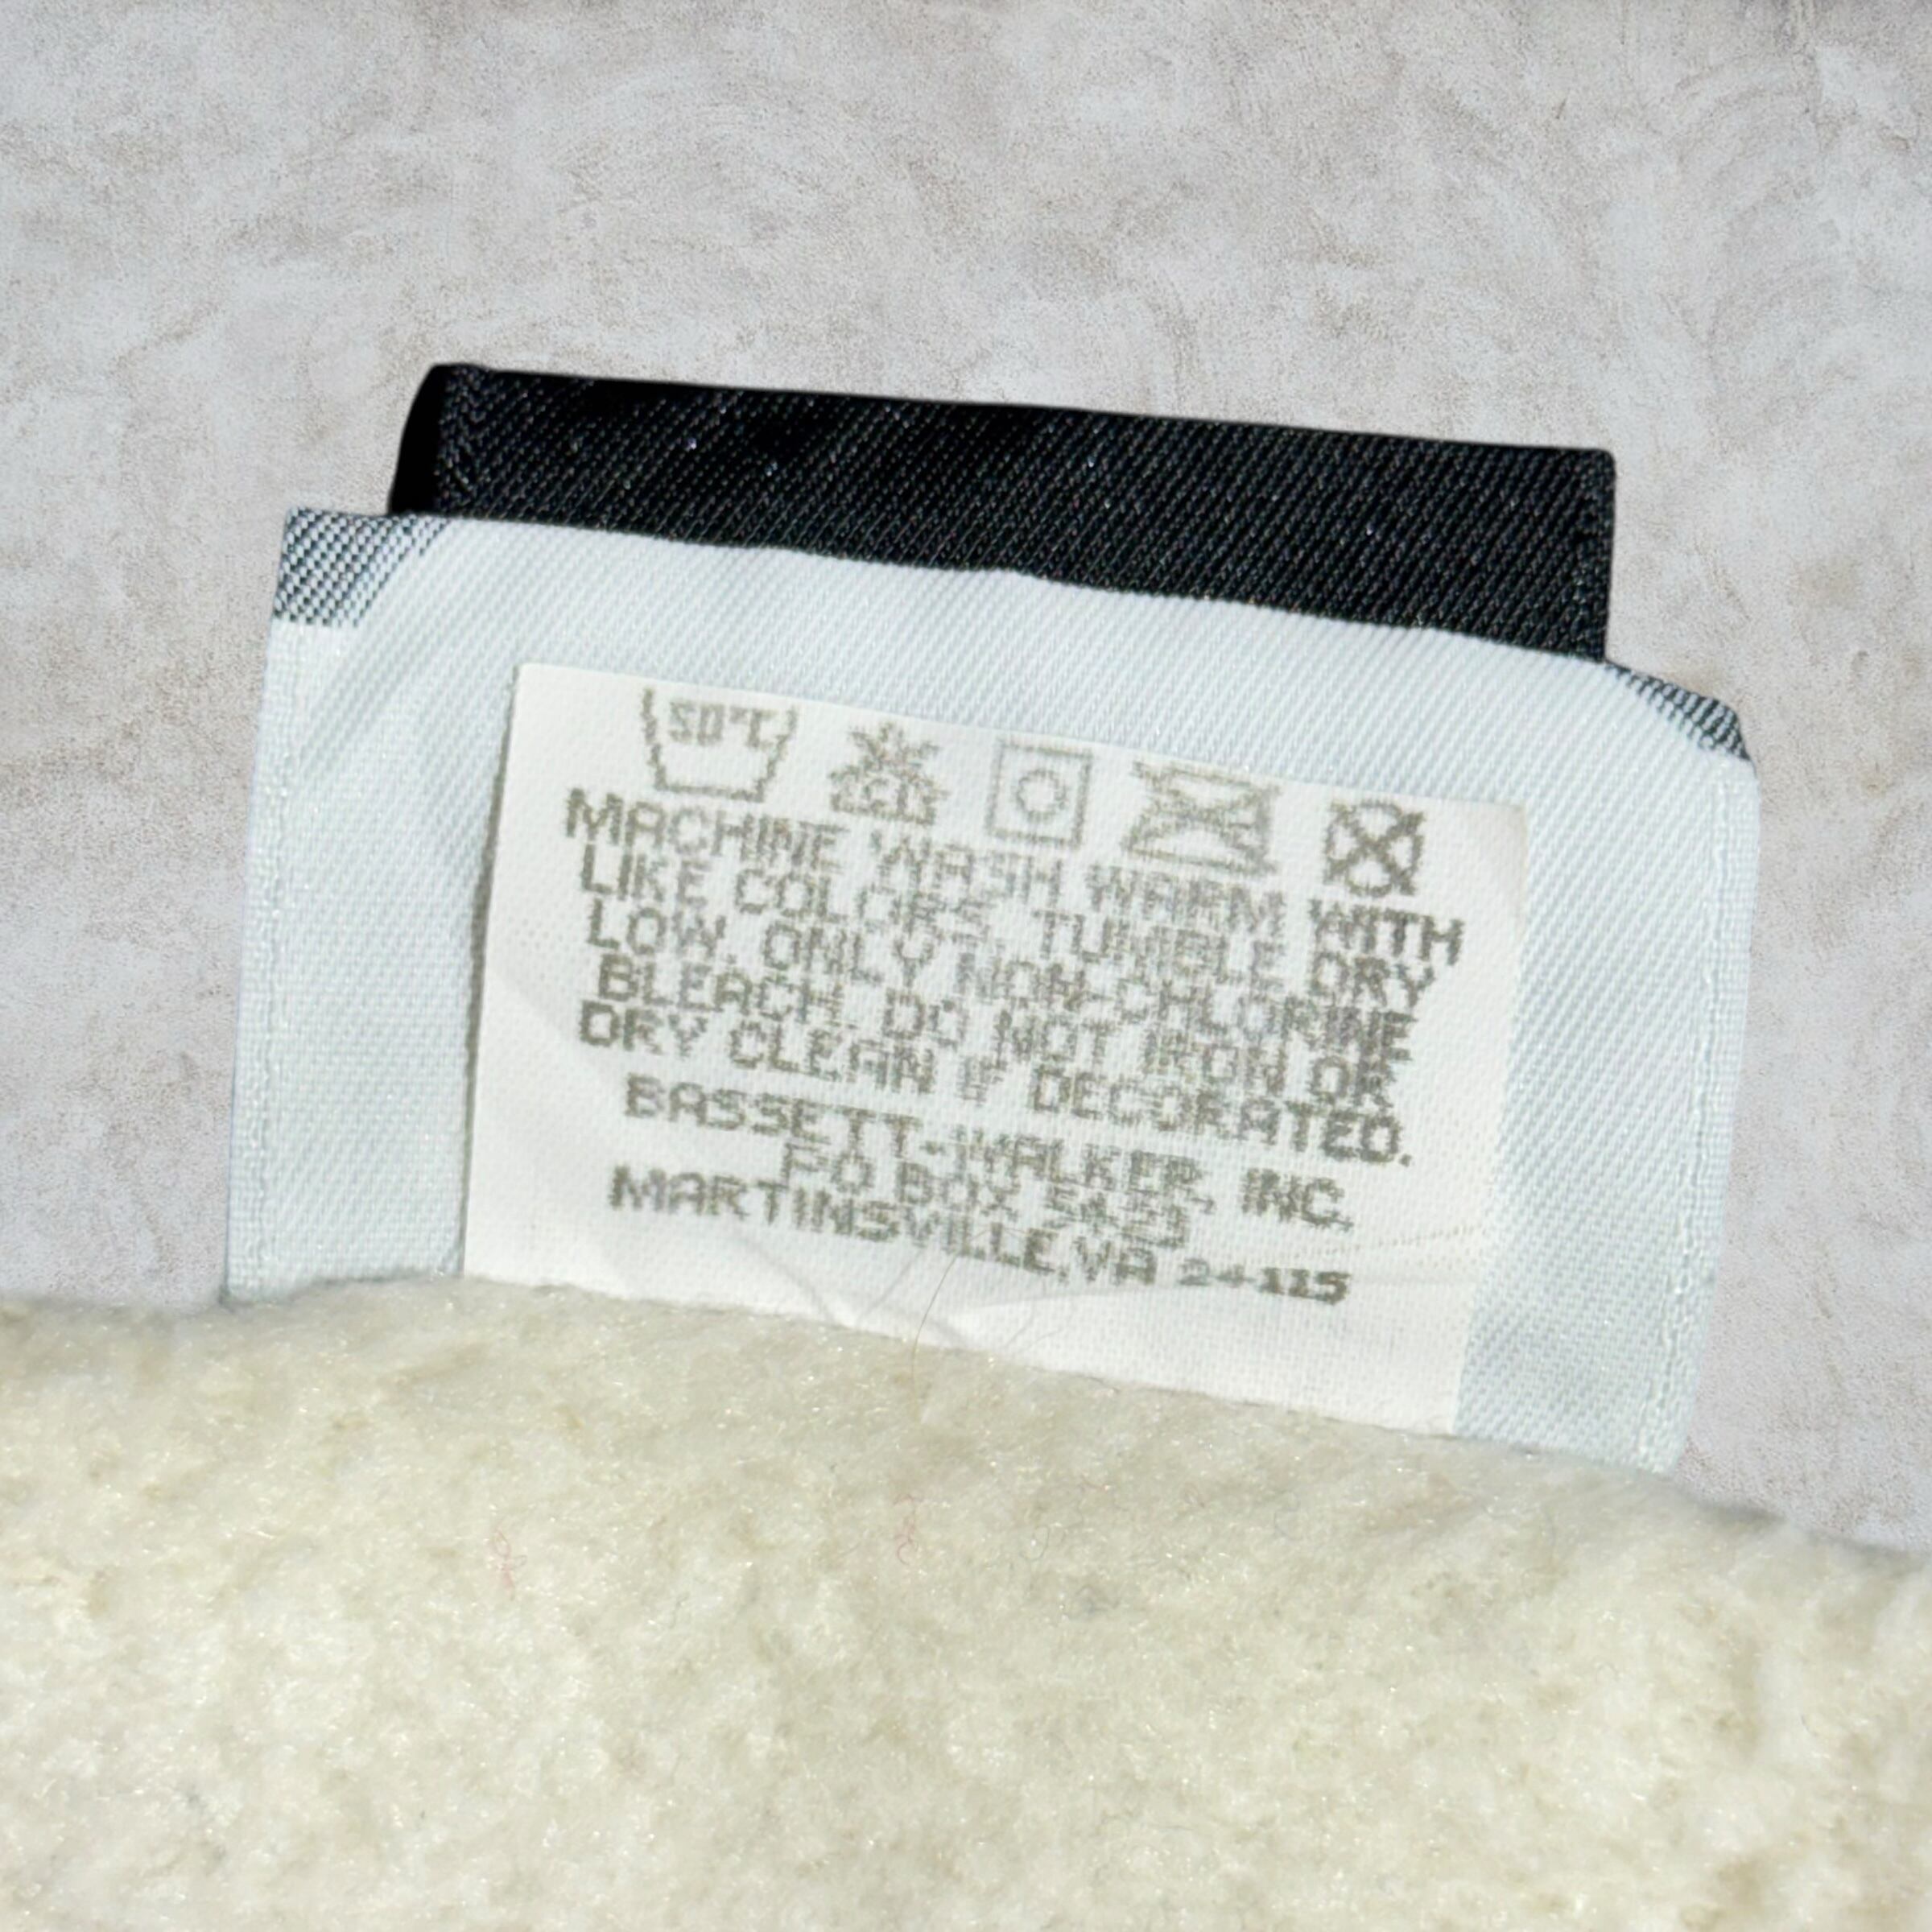 50°C
MACHINE WASH WARM WITH
LIKE COLORS. TUMBLE DRY
LOW. ONLY NON-CHLORINE
BLEACH. DO NOT IRON OR
DRY CLEAN IF DECORATED.
BASSETT-WALKER, INC.
PO BOX 5423
MARTINSVILLE, VA 24115